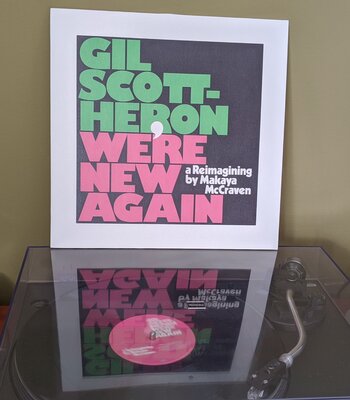 GIL
SCOTT-
HERON
WE'RE
NEW
AGAIN
a Reimagining
by Makaya
McCraven